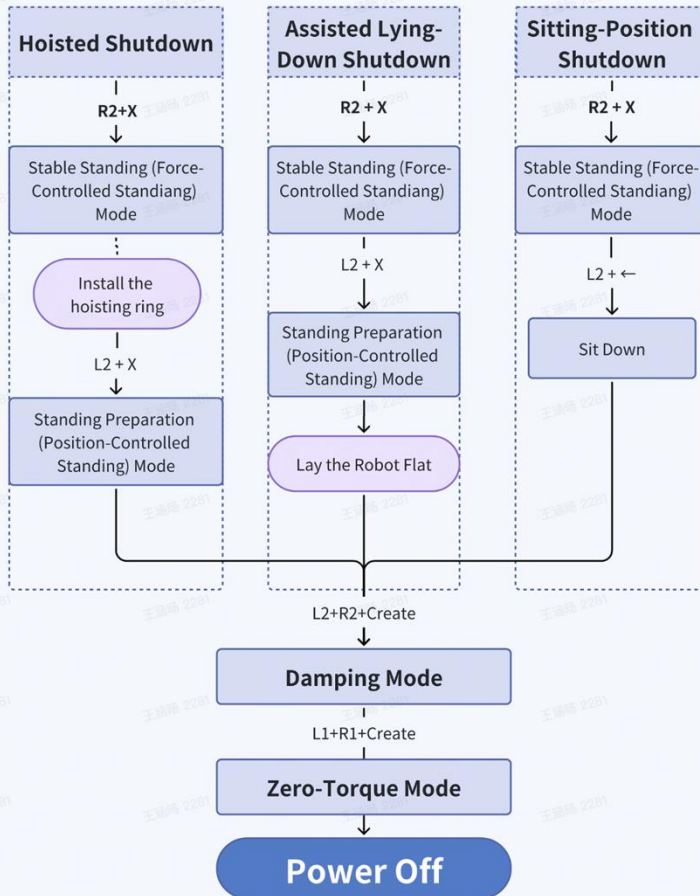 Hoisted Shutdown
R2+X
Stable Standing (Force-
Controlled Standiang)
Mode
Install the
hoisting ring
L2 + X
Standing Preparation
(Position-Controlled
Standing) Mode
Assisted Lying-
Down Shutdown
R2 + X
Stable Standing (Force-
Controlled Standiang)
Mode
L2 + X
Standing Preparation
(Position-Controlled
Standing) Mode
Lay the Robot Flat
Sitting-Position
Shutdown
R2 + X
Stable Standing (Force-
Controlled Standiang)
Mode
L2 + ←
Sit Down
L2+R2+Create
Damping Mode
L1+R1+Create
Zero-Torque Mode
Power Off